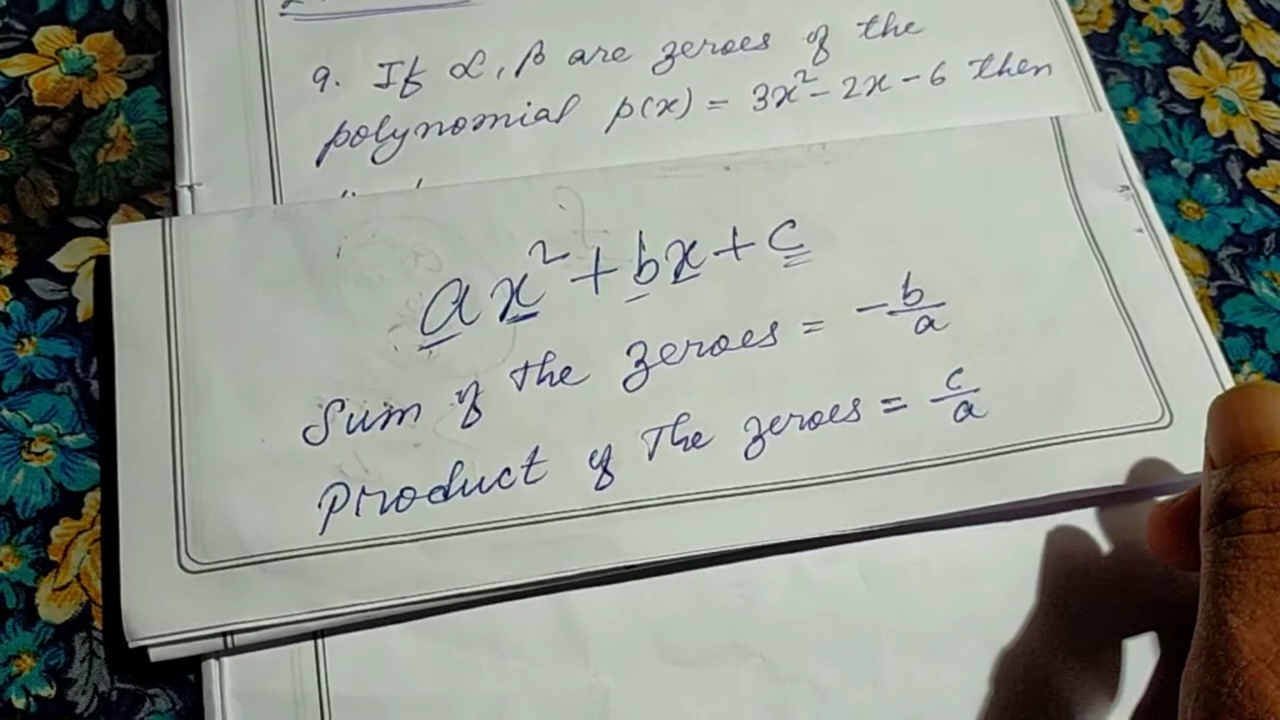 9. If α, β are zeroes of the
polynomial p(x) = 3x² - 2x - 6 then
ax² + bx + c
Sum of the zeroes = -b/a
Product of The zeroes = c/a